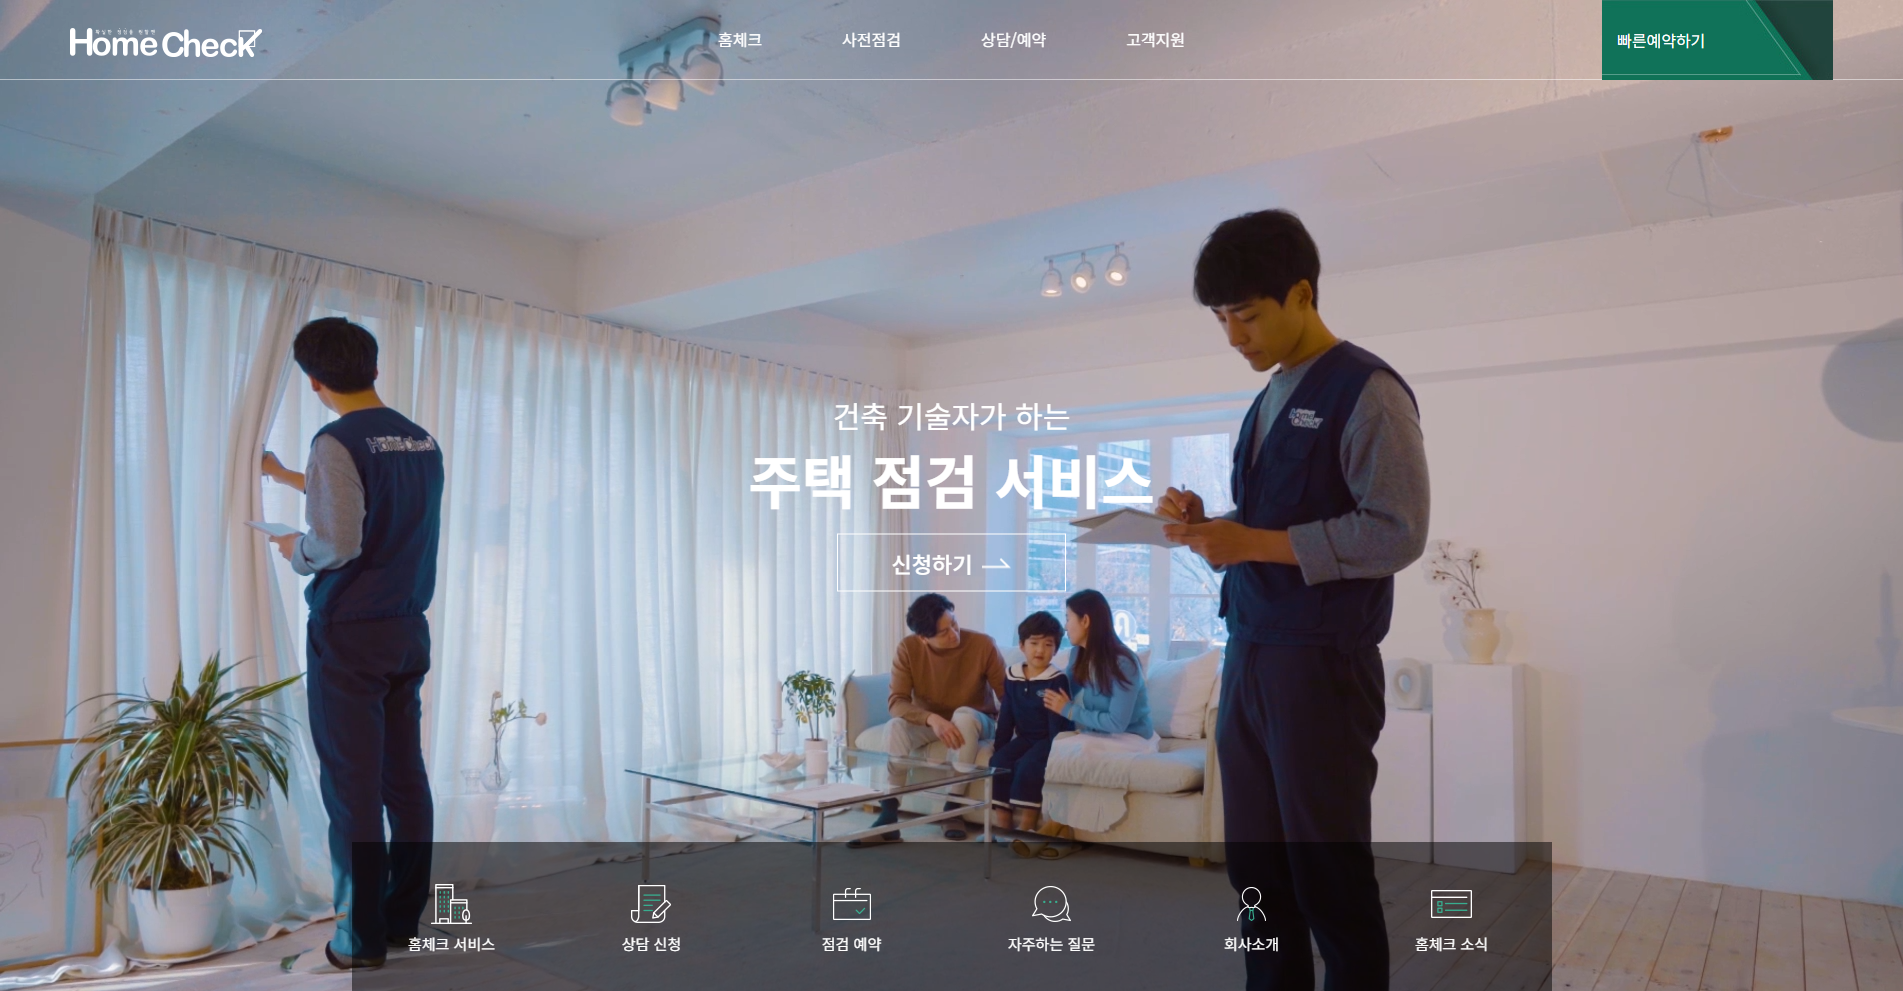 Home Check
홈체크
사전점검
상담/예약
고객지원
빠른예약하기
건축 기술자가 하는
주택 점검 서비스
신청하기
HomeCheck
Home
Check
홈체크 서비스
상담 신청
점검 예약
자주하는 질문
회사소개
홈체크 소식